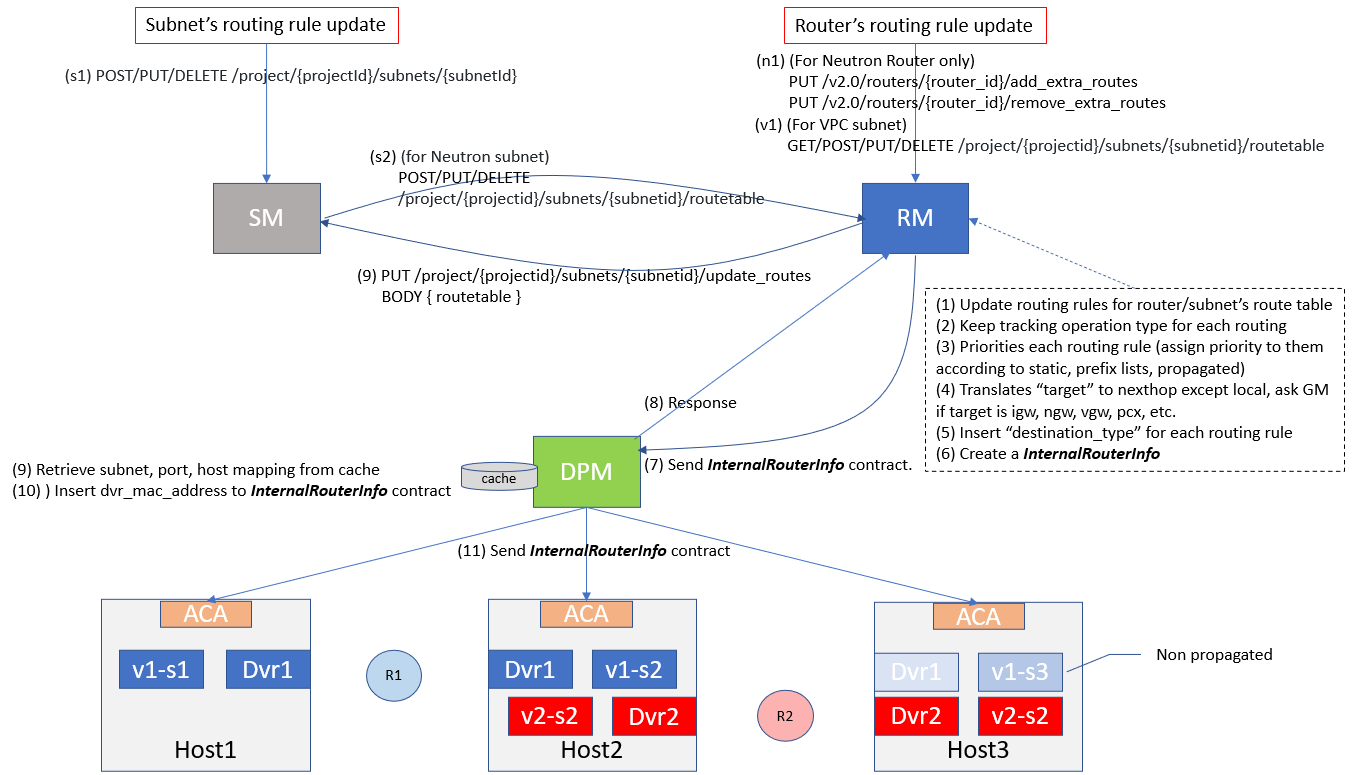 Subnet's routing rule update
Router's routing rule update
(s1) POST/PUT/DELETE /project/{projectId}/subnets/{subnetId}
(n1) (For Neutron Router only)
PUT /v2.0/routers/{router_id}/add_extra_routes
PUT /v2.0/routers/{router_id}/remove_extra_routes
(v1) (For VPC subnet)
GET/POST/PUT/DELETE /project/{projectid}/subnets/{subnetid}/routetable
(s2) (for Neutron subnet)
POST/PUT/DELETE
/project/{projectid}/subnets/{subnetid}/routetable
SM
RM
(9) PUT /project/{projectid}/subnets/{subnetid}/update_routes
BODY { routetable }
(1) Update routing rules for router/subnet's route table
(2) Keep tracking operation type for each routing
(3) Priorities each routing rule (assign priority to them
according to static, prefix lists, propagated)
(4) Translates “target” to nexthop except local, ask GM
if target is igw, ngw, vgw, pcx, etc.
(5) Insert “destination_type” for each routing rule
(6) Create a InternalRouterInfo
(8) Response
(7) Send InternalRouterInfo contract.
(9) Retrieve subnet, port, host mapping from cache
(10) ) Insert dvr_mac_address to InternalRouterInfo contract
cache
DPM
(11) Send InternalRouterInfo contract
ACA
v1-s1
Dvr1
Host1
R1
ACA
Dvr1
v1-s2
v2-s2
Dvr2
Host2
R2
ACA
Dvr1
v1-s3
Dvr2
v2-s2
Host3
Non propagated